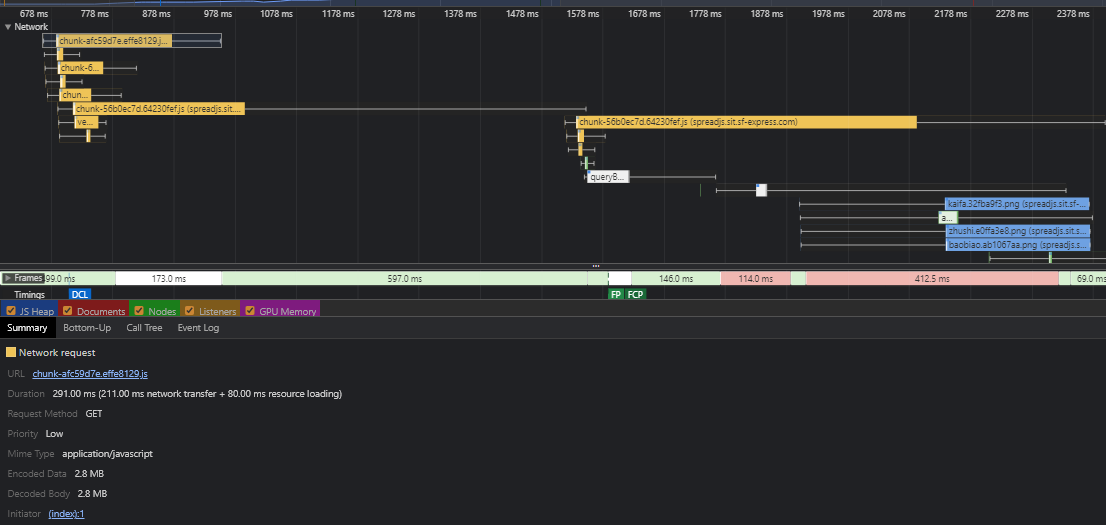 678 ms 778 ms 878 ms 978 ms 1078 ms 1178 ms 1278 ms 1378 ms 1478 ms 1578 ms 1678 ms 1778 ms 1878 ms 1978 ms 2078 ms 2178 ms 2278 ms 2378 ms
Network
chunk-afc59d7e.effe8129.j...
chunk-6...
chun...
chunk-56b0ec7d.64230fef.js (spreadjs.sit....
ve...
chunk-56b0ec7d.64230fef.js (spreadjs.sit.sf-express.com)
queryB...
kaifa.32fba9f3.png (spreadjs.sit.sf-...
a...
zhushi.e0ffa3e8.png (spreadjs.sit.s...
baobiao.ab1067aa.png (spreadjs.s...
Frames 99.0 ms 173.0 ms 597.0 ms 146.0 ms 114.0 ms 412.5 ms 69.0 ms
Timings DCL FP FCP
JS Heap Documents Nodes Listeners GPU Memory
Summary Bottom-Up Call Tree Event Log
Network request
URL chunk-afc59d7e.effe8129.js
Duration 291.00 ms (211.00 ms network transfer + 80.00 ms resource loading)
Request Method GET
Priority Low
Mime Type application/javascript
Encoded Data 2.8 MB
Decoded Body 2.8 MB
Initiator (index):1